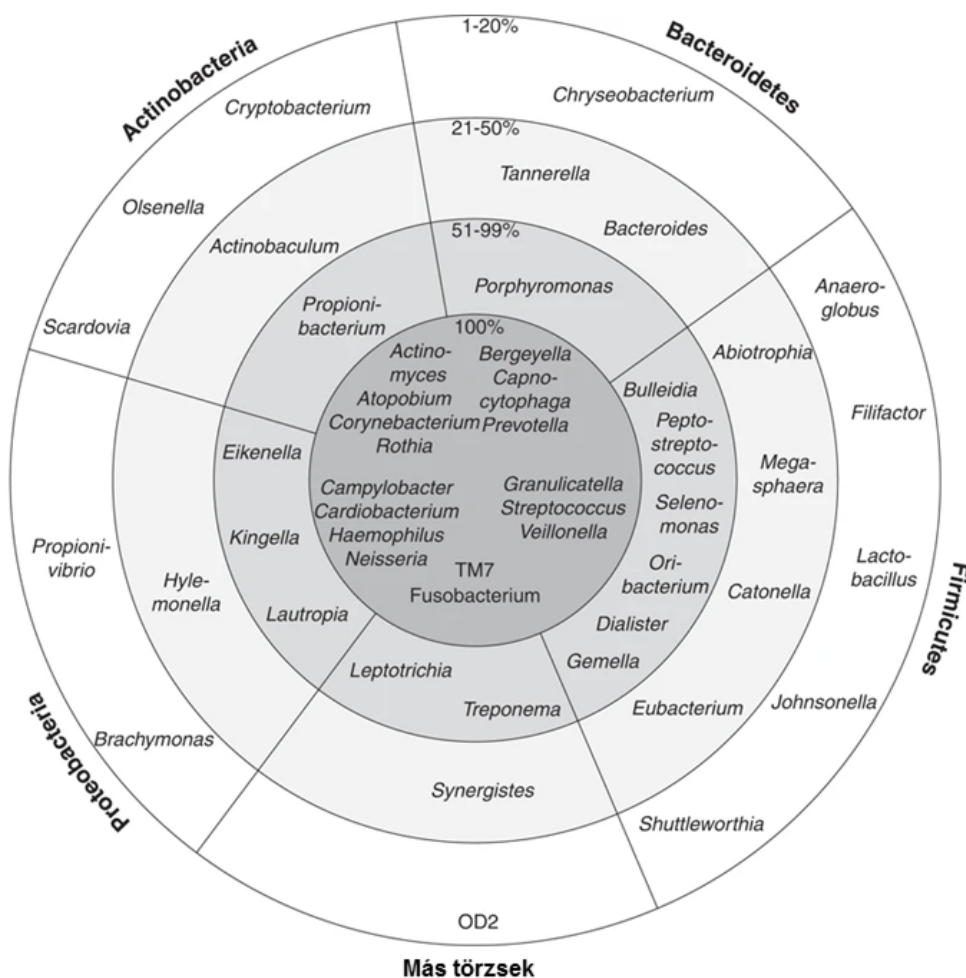 1-20%
Bacteroidetes
Actinobacteria
Chryseobacterium
Cryptobacterium
21-50%
Tannerella
Olsenella
Bacteroides
51-99%
Actinobaculum
Porphyromonas
Anaero-
globus
Propioni-
bacterium
Scardovia
100%
Actino-
myces
Atopobium
Corynebacterium
Rothia
Bergeyella
Capno-
cytophaga
Prevotella
Abiotrophia
Bulleidia
Filifactor
Pepto-
strepto-
coccus
Eikenella
Mega-
sphaera
Campylobacter
Cardiobacterium
Haemophilus
Neisseria
Granulicatella
Streptococcus
Veillonella
Seleno-
monas
Kingella
Propioni-
vibrio
TM7
Fusobacterium
Ori-
bacterium
Lacto-
bacillus
Hyle-
monella
Catonella
Lautropia
Dialister
Firmicutes
Gemella
Leptotrichia
Treponema
Eubacterium
Johnsonella
Brachymonas
Proteobacteria
Synergistes
Shuttleworthia
OD2
Más törzsek